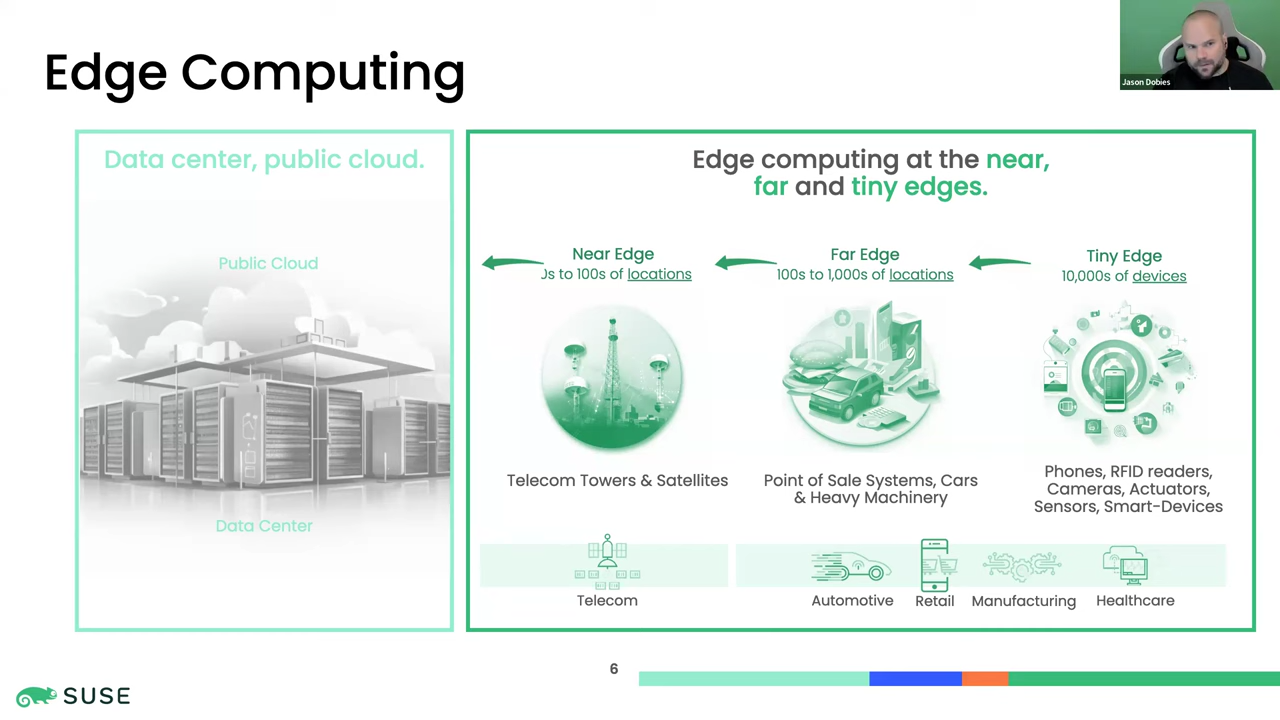 Edge Computing
Jason Dobies
Data center, public cloud.
Public Cloud
Data Center
Edge computing at the near,
far and tiny edges.
Near Edge
s to 100s of locations
Telecom Towers & Satellites
Far Edge
100s to 1,000s of locations
Point of Sale Systems, Cars
& Heavy Machinery
Tiny Edge
10,000s of devices
Phones, RFID readers,
Cameras, Actuators,
Sensors, Smart-Devices
Telecom
Automotive
Retail
Manufacturing
Healthcare
6
SUSE